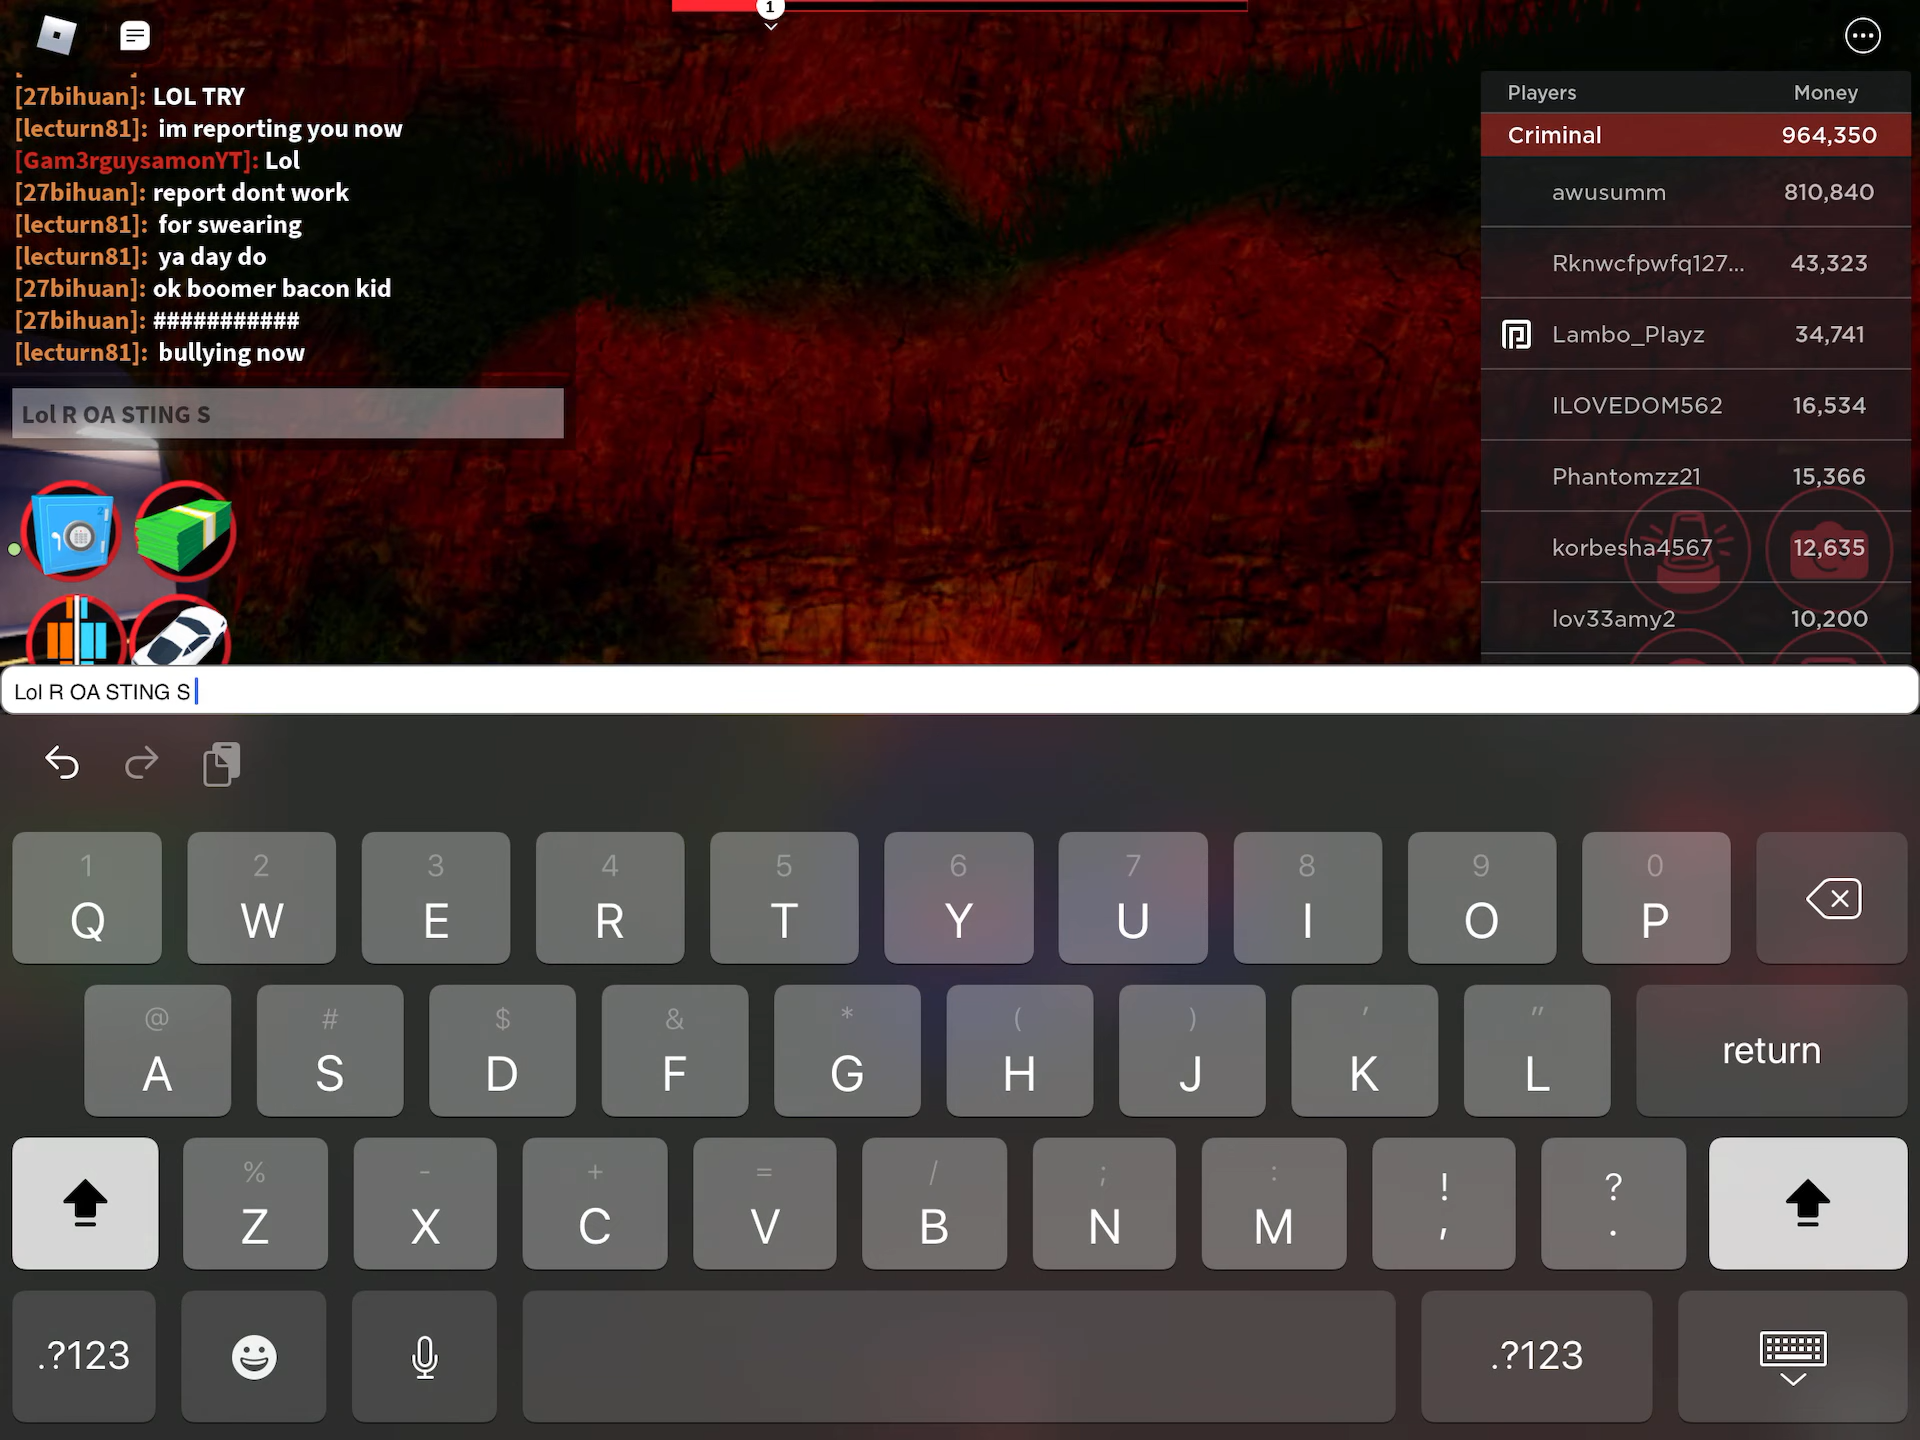 1
[27bihuan]: LOL TRY
[lecturn81]: im reporting you now
[Gam3rguysamonYT]: Lol
[27bihuan]: report dont work
[lecturn81]: for swearing
[lecturn81]: ya day do
[27bihuan]: ok boomer bacon kid
[27bihuan]: ###########
[lecturn81]: bullying now
Lol R OA STING S
Players Money
Criminal 964,350
awusumm 810,840
Rknwcfpwfq127... 43,323
Lambo_Playz 34,741
ILOVEDOM562 16,534
Phantomzz21 15,366
korbesha4567 12,635
lov33amy2 10,200
Lol R OA STING S
1 2 3 4 5 6 7 8 9 0
Q W E R T Y U I O P
@ # $ & * ( ) ' "
A S D F G H J K L return
% - + = / ; : ! ?
Z X C V B N M , .
.?123 .?123